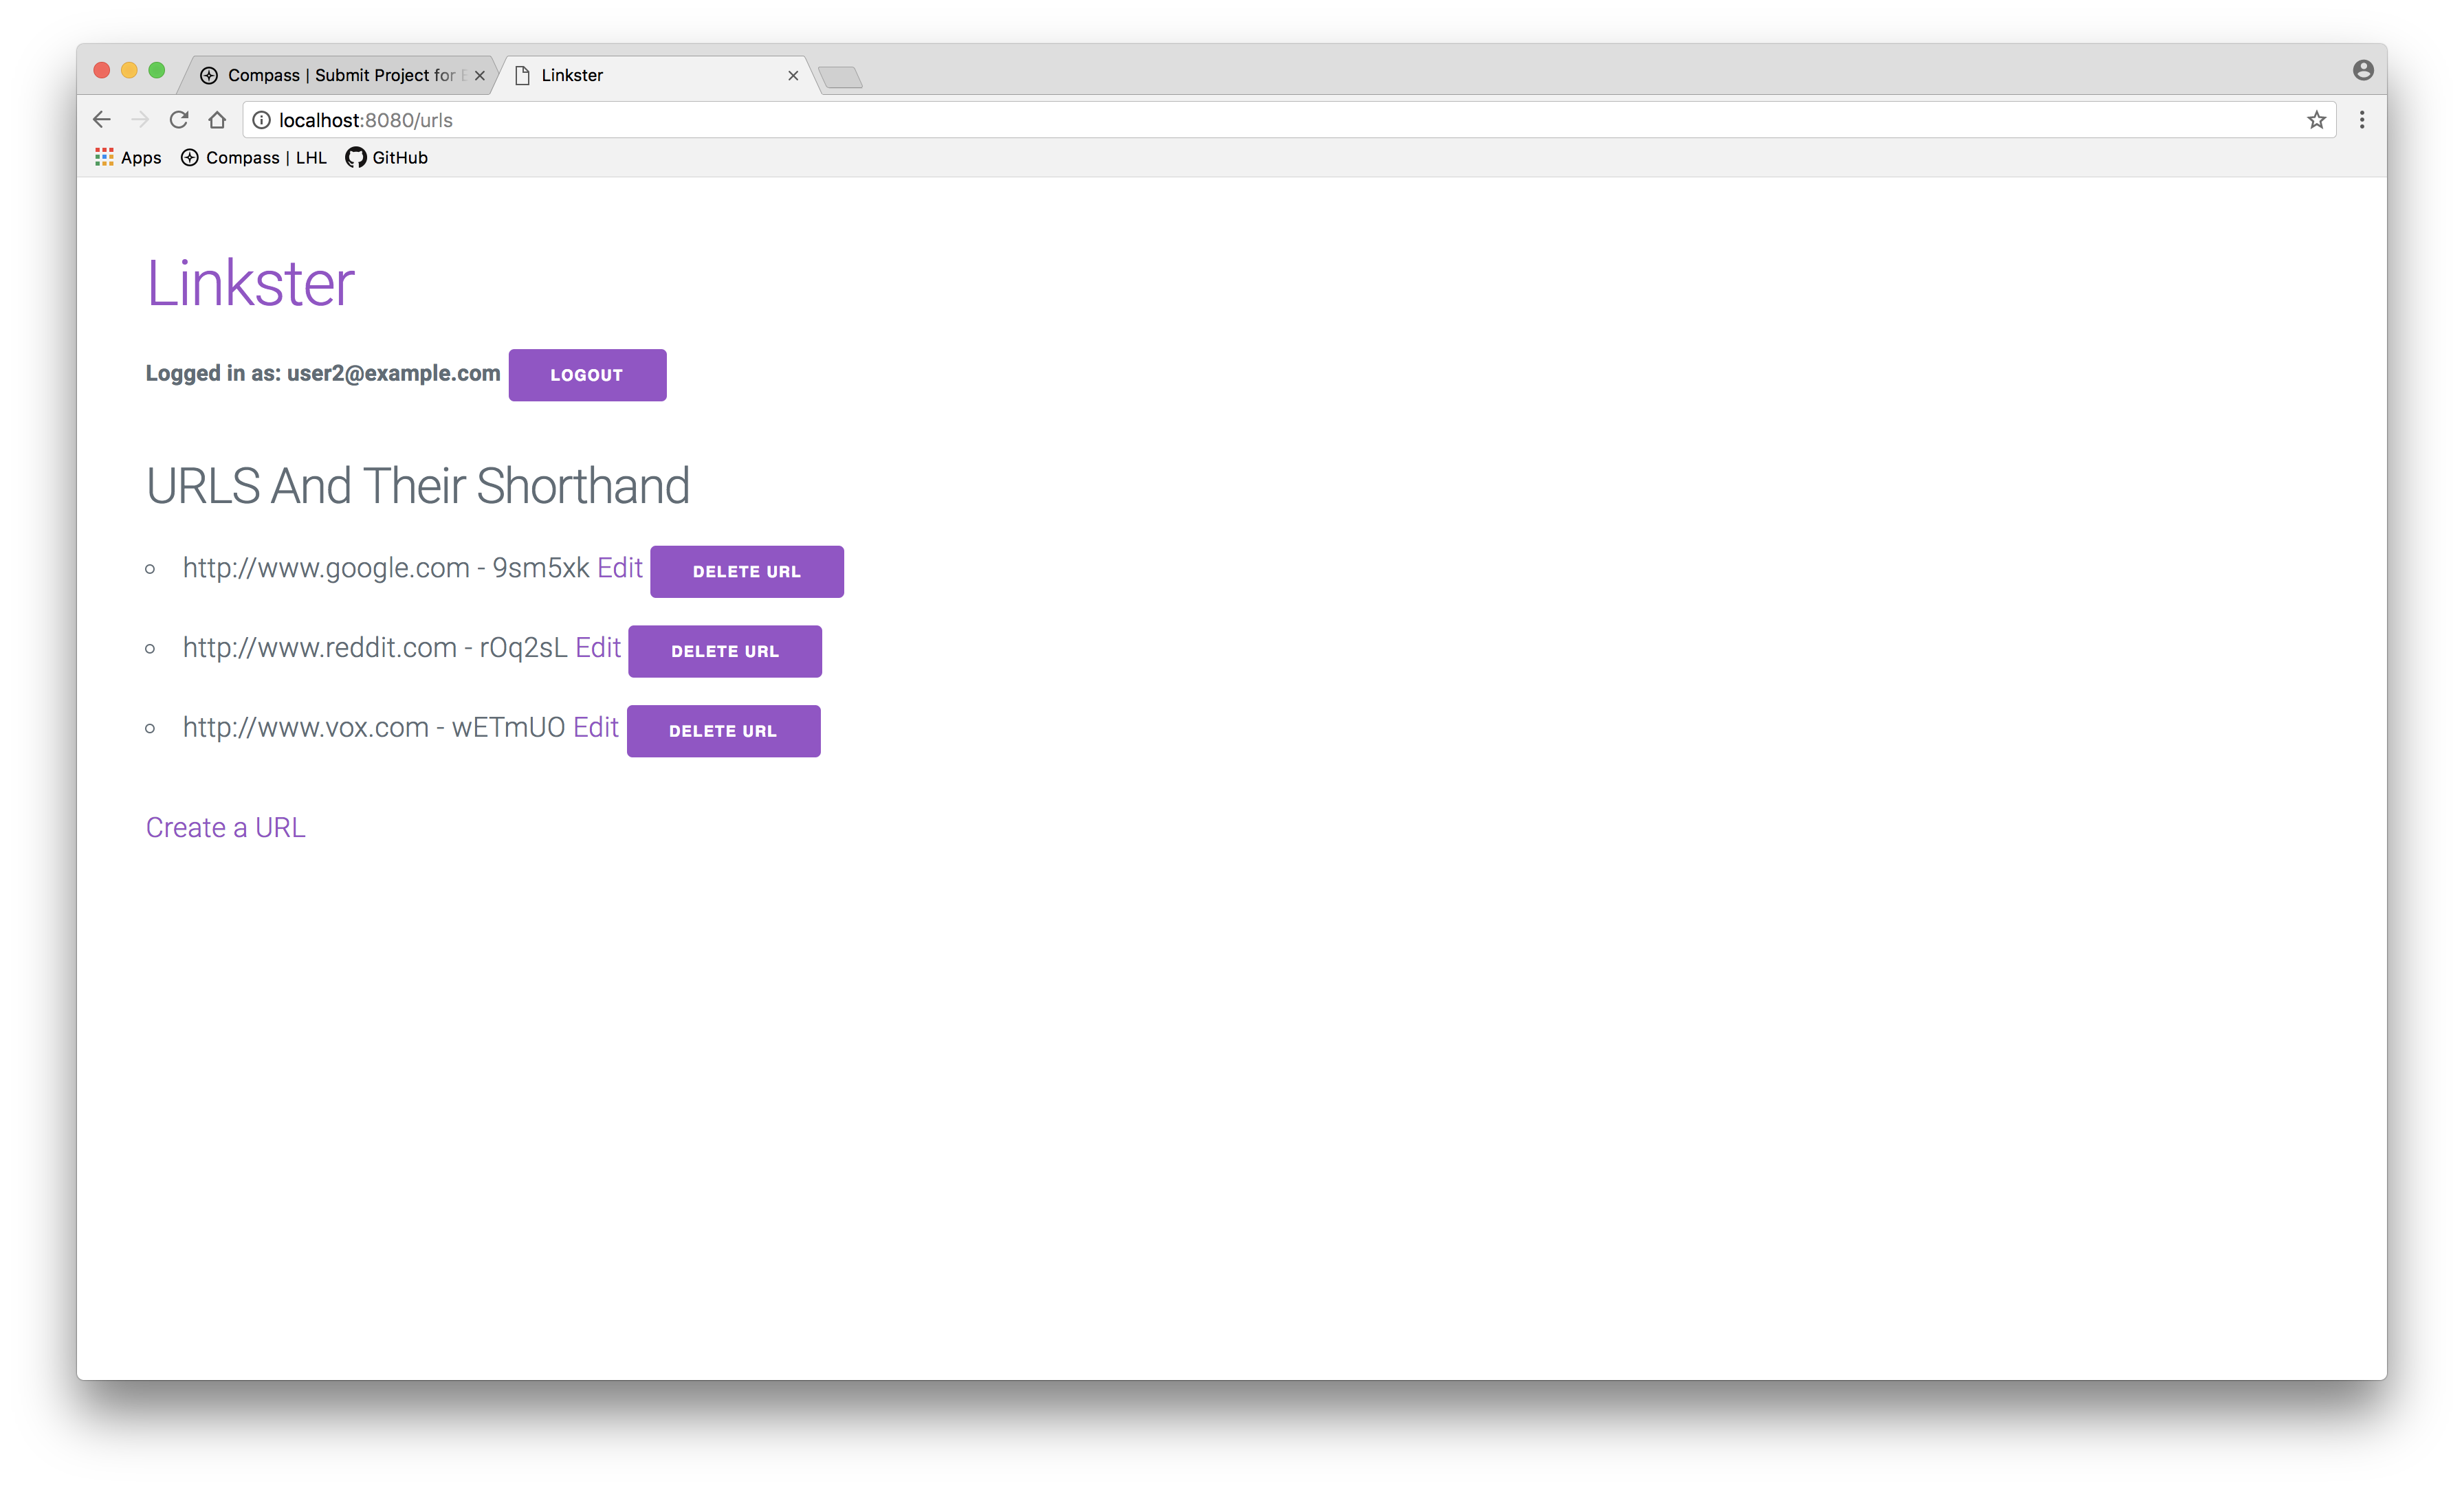 Compass | Submit Project for
Linkster
localhost:8080/urls
Apps
Compass | LHL
GitHub
Linkster
Logged in as: user2@example.com LOGOUT
URLS And Their Shorthand
http://www.google.com - 9sm5xk Edit DELETE URL
http://www.reddit.com - rOq2sL Edit DELETE URL
http://www.vox.com - wETmUO Edit DELETE URL
Create a URL